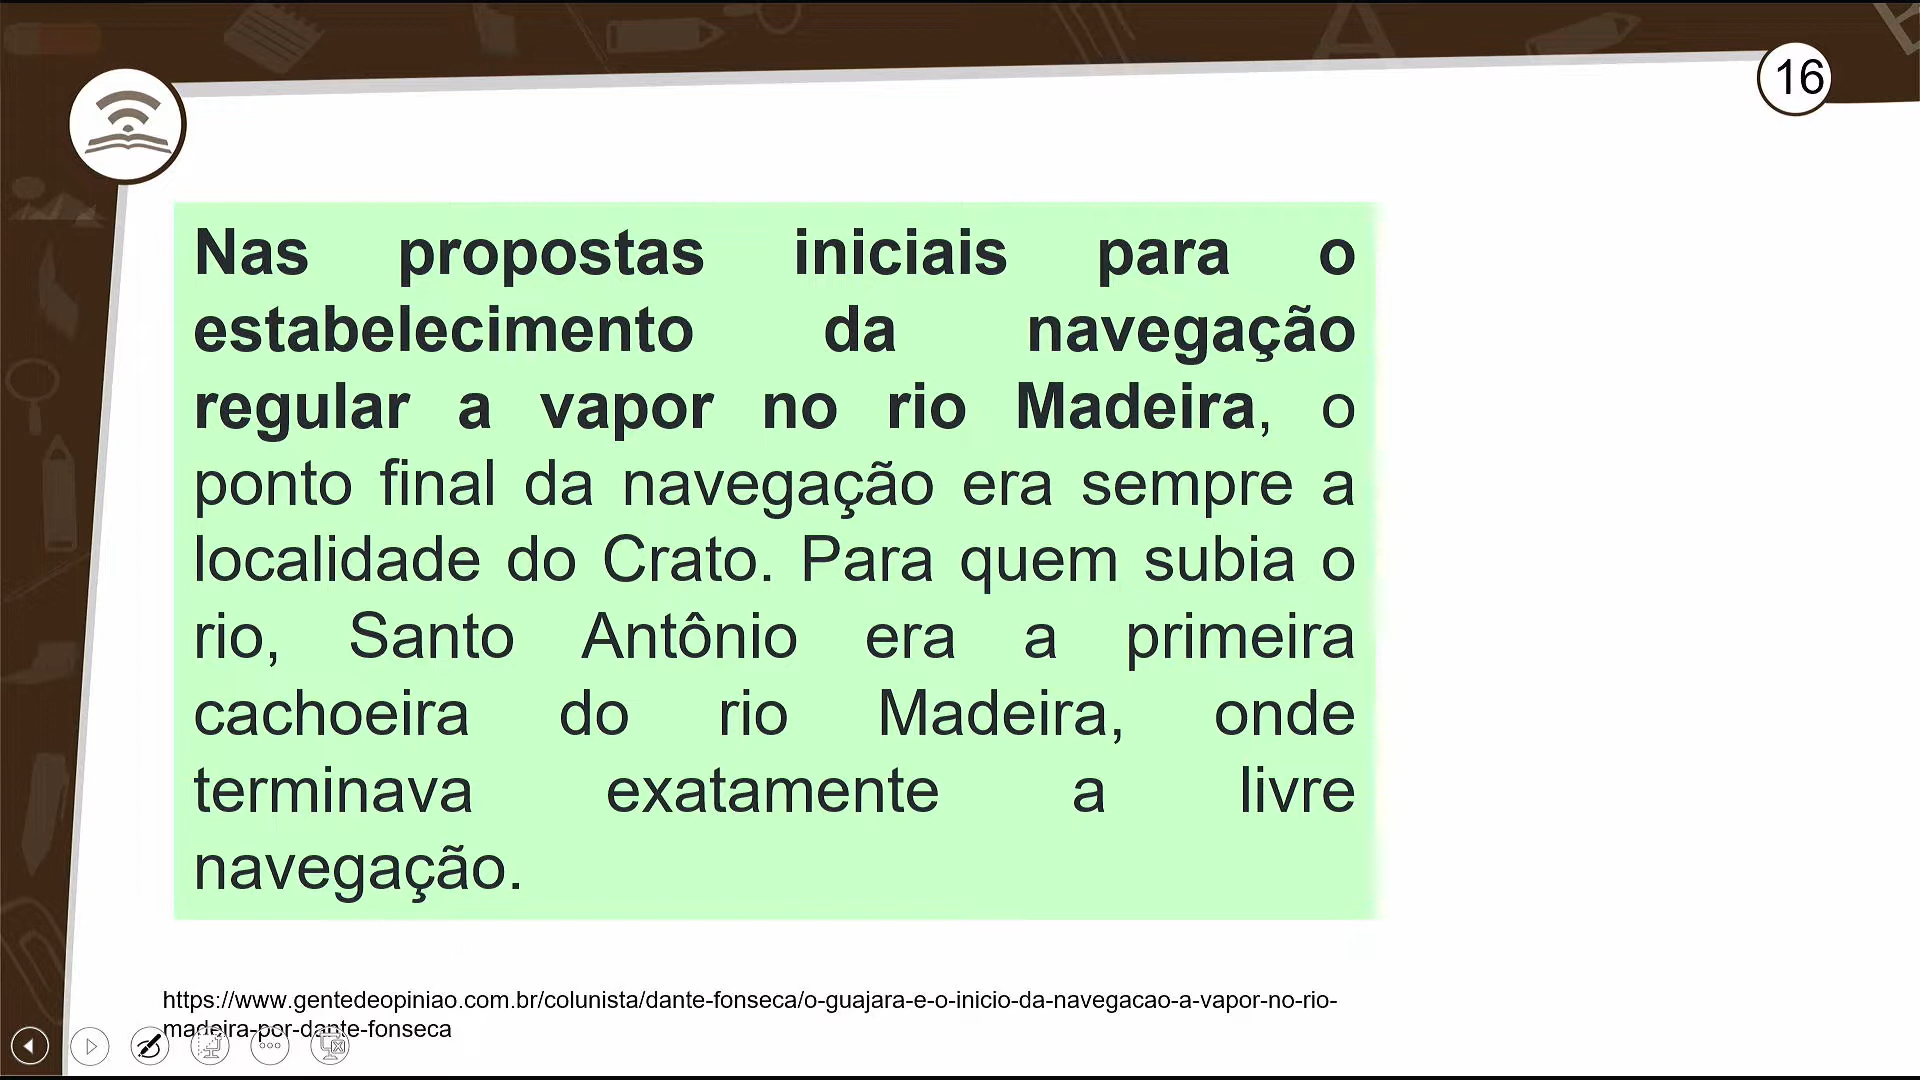 16
Nas propostas iniciais para o
estabelecimento da navegação
regular a vapor no rio Madeira, o
ponto final da navegação era sempre a
localidade do Crato. Para quem subia o
rio, Santo Antônio era a primeira
cachoeira do rio Madeira, onde
terminava exatamente a livre
navegação.
https://www.gentedeopiniao.com.br/colunista/dante-fonseca/o-guajara-e-o-inicio-da-navegacao-a-vapor-no-rio-
madeira-por-dante-fonseca